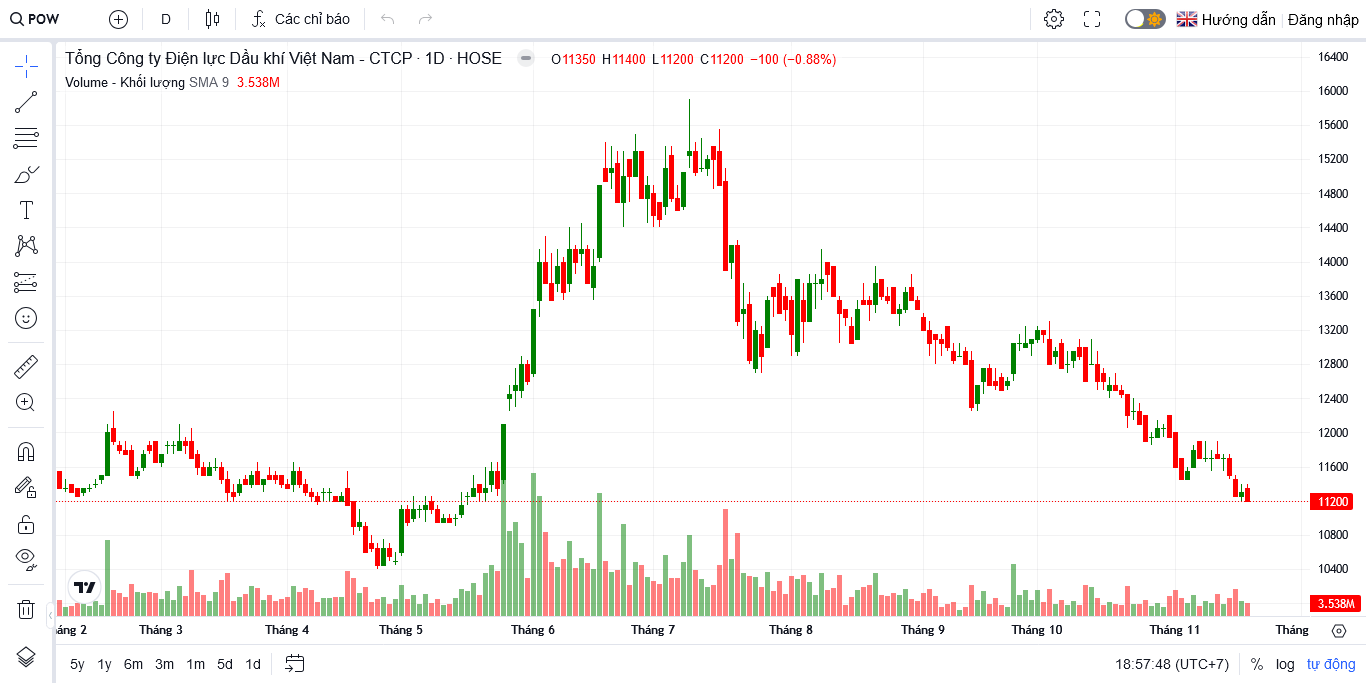 POW D Các chỉ báo Hướng dẫn Đăng nhập
Tổng Công ty Điện lực Dầu khí Việt Nam - CTCP · 1D · HOSE O11350 H11400 L11200 C11200 −100 (−0.88%)
Volume - Khối lượng SMA 9 3.538M
16400
16000
15600
15200
14800
14400
14000
13600
13200
12800
12400
12000
11600
11200
10800
10400
3.538M
áng 2 Tháng 3 Tháng 4 Tháng 5 Tháng 6 Tháng 7 Tháng 8 Tháng 9 Tháng 10 Tháng 11 Tháng
5y 1y 6m 3m 1m 5d 1d 18:57:48 (UTC+7) % log tự động